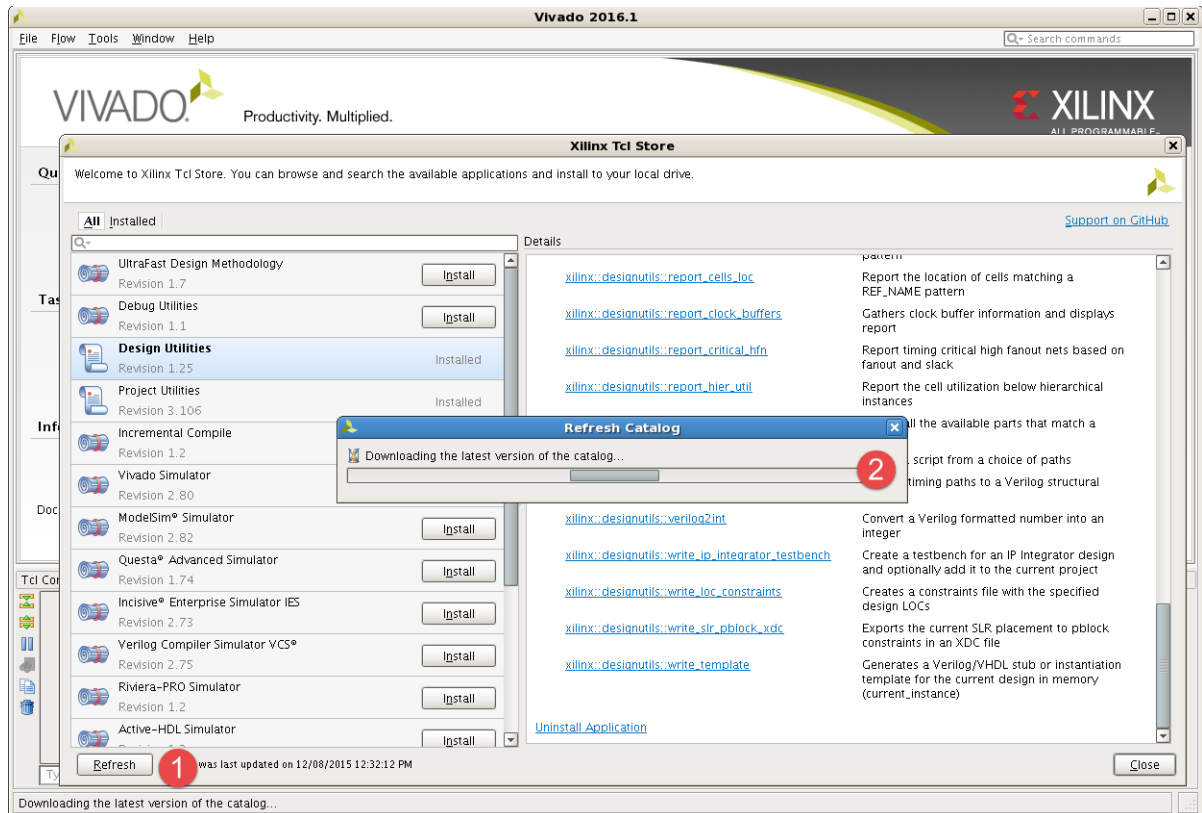 Vivado 2016.1
File Flow Tools Window Help
Search commands
VIVADO. Productivity. Multiplied.
XILINX
ALL PROGRAMMABLE
Xilinx Tcl Store
Welcome to Xilinx Tcl Store. You can browse and search the available applications and install to your local drive.
Qu
Tas
Inf
Doc
All Installed
Support on GitHub
UltraFast Design Methodology
Revision 1.7
Install
Debug Utilities
Revision 1.1
Install
Design Utilities
Revision 1.25
Installed
Project Utilities
Revision 3.106
Installed
Incremental Compile
Revision 1.2
Vivado Simulator
Revision 2.80
ModelSim® Simulator
Revision 2.82
Install
Questa® Advanced Simulator
Revision 1.74
Install
Incisive® Enterprise Simulator IES
Revision 2.73
Install
Verilog Compiler Simulator VCS®
Revision 2.75
Install
Riviera-PRO Simulator
Revision 1.2
Install
Active-HDL Simulator
Install
Details
pattern
xilinx::designutils::report_cells_loc
Report the location of cells matching a
REF_NAME pattern
xilinx::designutils::report_clock_buffers
Gathers clock buffer information and displays
report
xilinx::designutils::report_critical_hfn
Report timing critical high fanout nets based on
fanout and slack
xilinx::designutils::report_hier_util
Report the cell utilization below hierarchical
instances
all the available parts that match a
script from a choice of paths
timing paths to a Verilog structural
Refresh Catalog
Downloading the latest version of the catalog...
2
xilinx::designutils::verilog2int
Convert a Verilog formatted number into an
integer
xilinx::designutils::write_ip_integrator_testbench
Create a testbench for an IP Integrator design
and optionally add it to the current project
xilinx::designutils::write_loc_constraints
Creates a constraints file with the specified
design LOCs
xilinx::designutils::write_slr_pblock_xdc
Exports the current SLR placement to pblock
constraints in an XDC file
xilinx::designutils::write_template
Generates a Verilog/VHDL stub or instantiation
template for the current design in memory
(current_instance)
Uninstall Application
Tcl Cor
Ty
Refresh
1
was last updated on 12/08/2015 12:32:12 PM
Close
Downloading the latest version of the catalog...